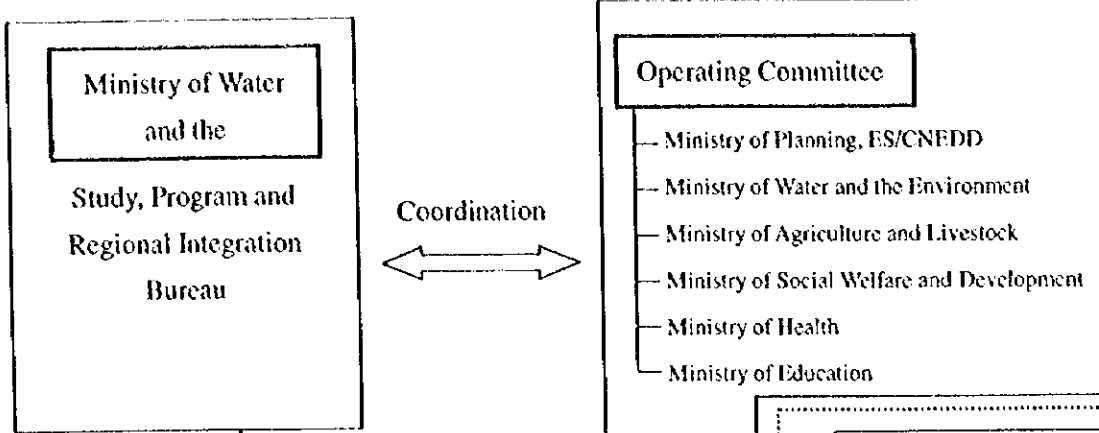 Ministry of Water
and the
Study, Program and
Regional Integration
Bureau
Coordination
Operating Committee
Ministry of Planning, ES/CNEDD
Ministry of Water and the Environment
Ministry of Agriculture and Livestock
Ministry of Social Welfare and Development
Ministry of Health
Ministry of Education